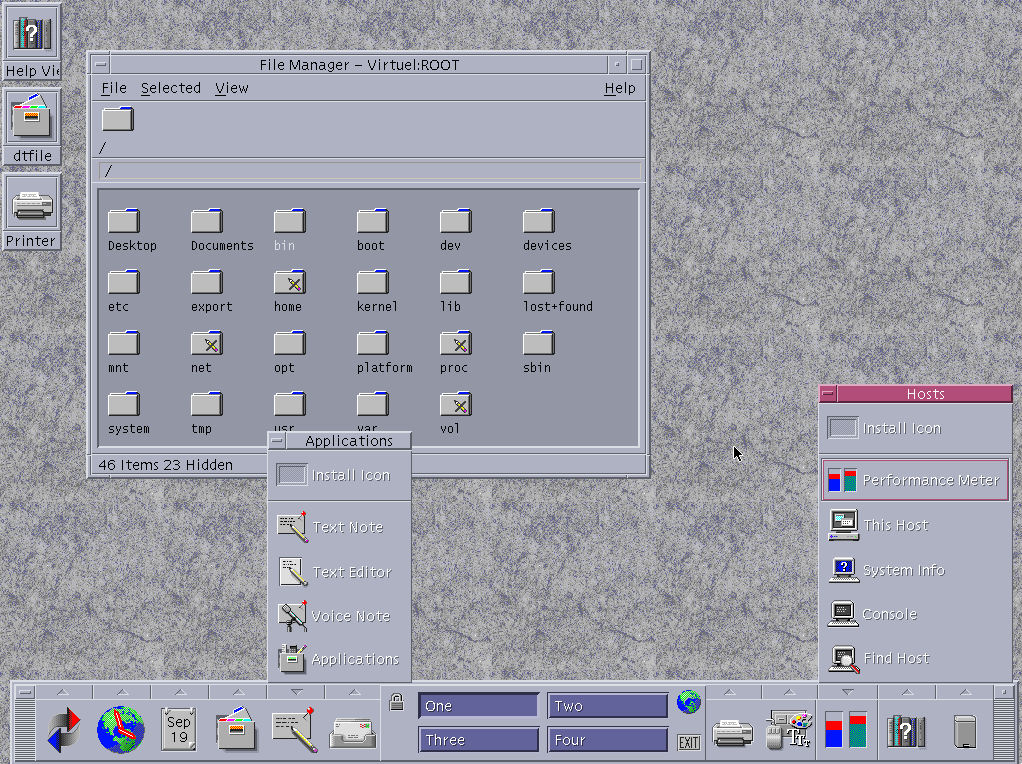 Help Vie
dtfile
Printer
File Manager – Virtuel:ROOT
File Selected View Help
/
/
Desktop Documents bin boot dev devices
etc export home kernel lib lost+found
mnt net opt platform proc sbin
system tmp usr var vol
46 Items 23 Hidden
Applications
Install Icon
Text Note
Text Editor
Voice Note
Applications
Hosts
Install Icon
Performance Meter
This Host
? System Info
Console
Find Host
Sep
19
One Two
Three Four
EXIT